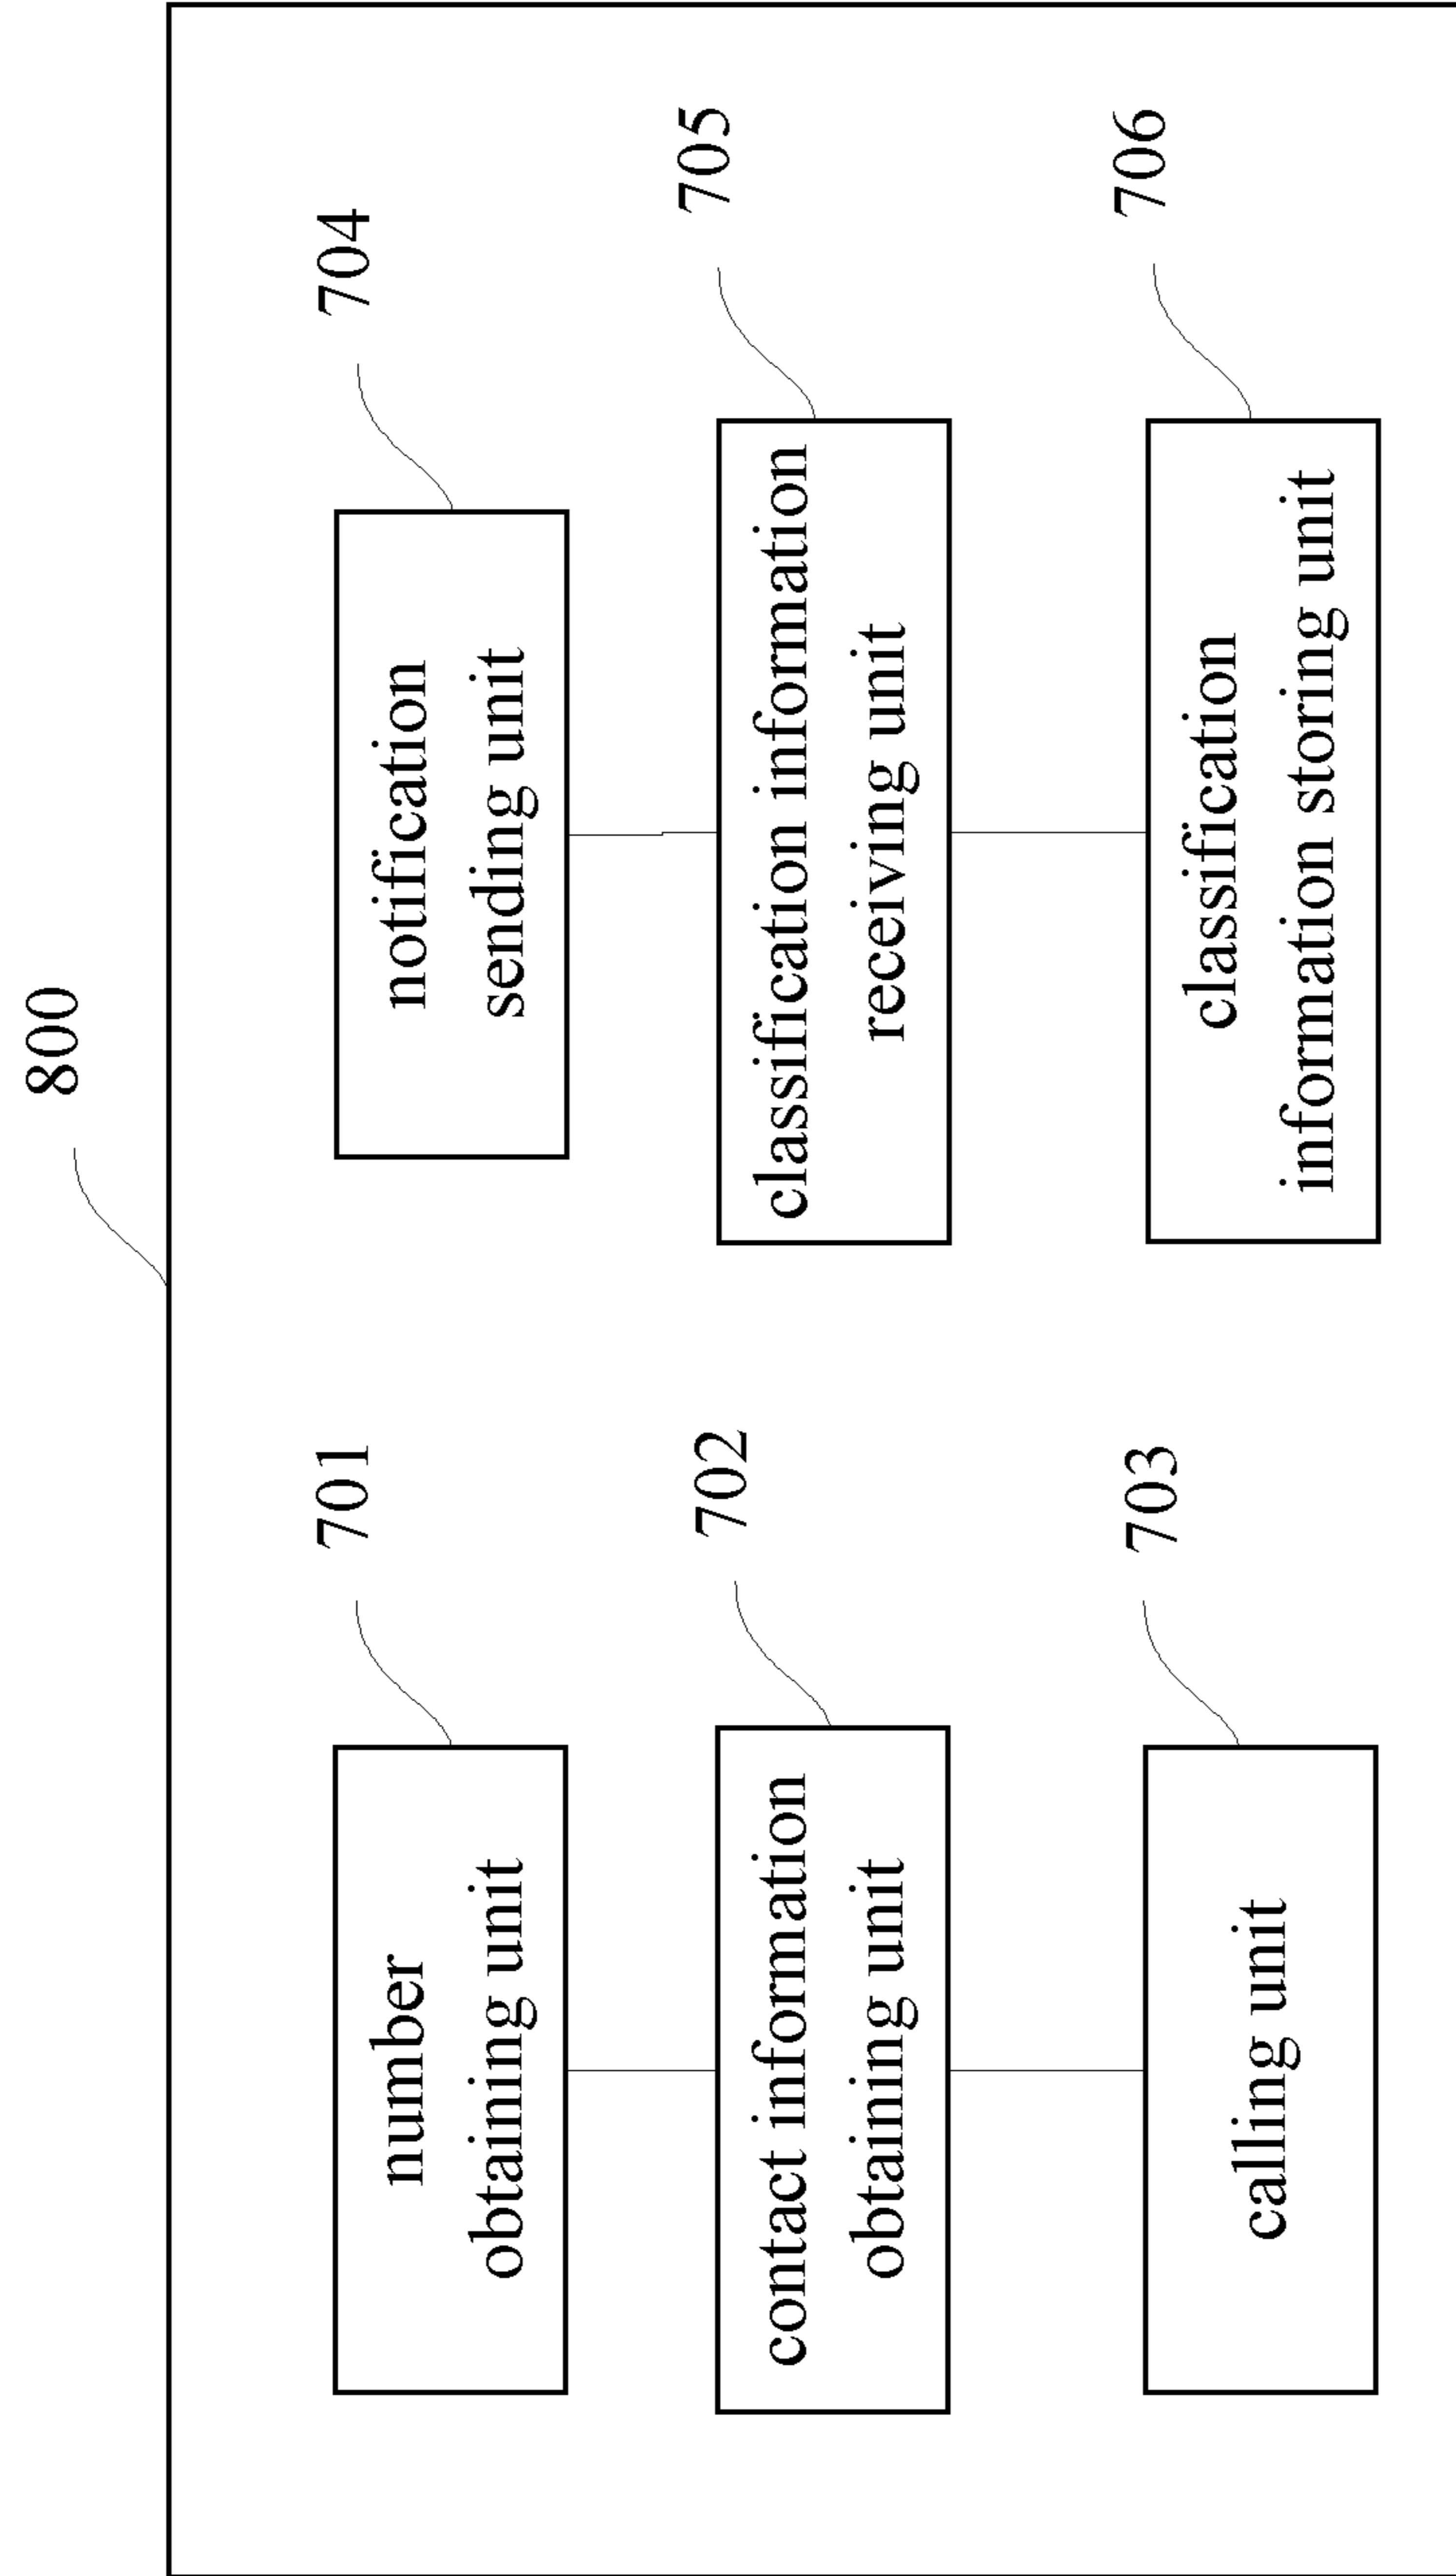 800
701
number
obtaining unit
702
contact information
obtaining unit
703
calling unit
704
notification
sending unit
705
classification information
receiving unit
706
classification
information storing unit